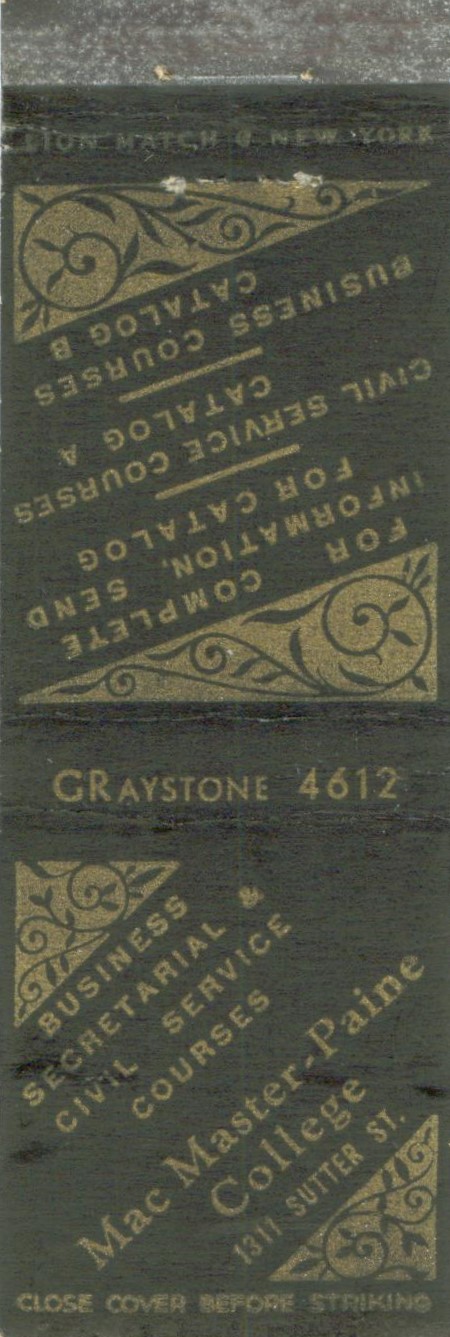 LION MATCH @ NEW YORK
FOR COMPLETE
INFORMATION, SEND
FOR CATALOG
CIVIL SERVICE COURSES
CATALOG A
BUSINESS COURSES
CATALOG B
GRAYSTONE 4612
BUSINESS
SECRETARIAL &
CIVIL SERVICE
COURSES
Mac Master-Paine
College
1311 SUTTER ST.
CLOSE COVER BEFORE STRIKING